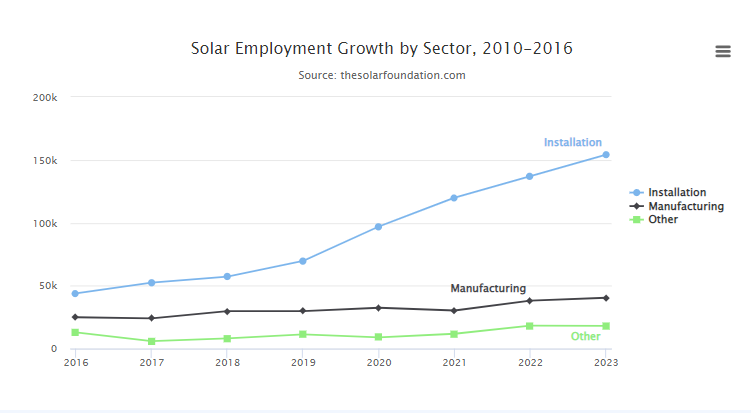 Solar Employment Growth by Sector, 2010-2016
Source: thesolarfoundation.com
200k
150k
100k
50k
0
Installation
Manufacturing
Other
Installation
Manufacturing
Other
2016 2017 2018 2019 2020 2021 2022 2023